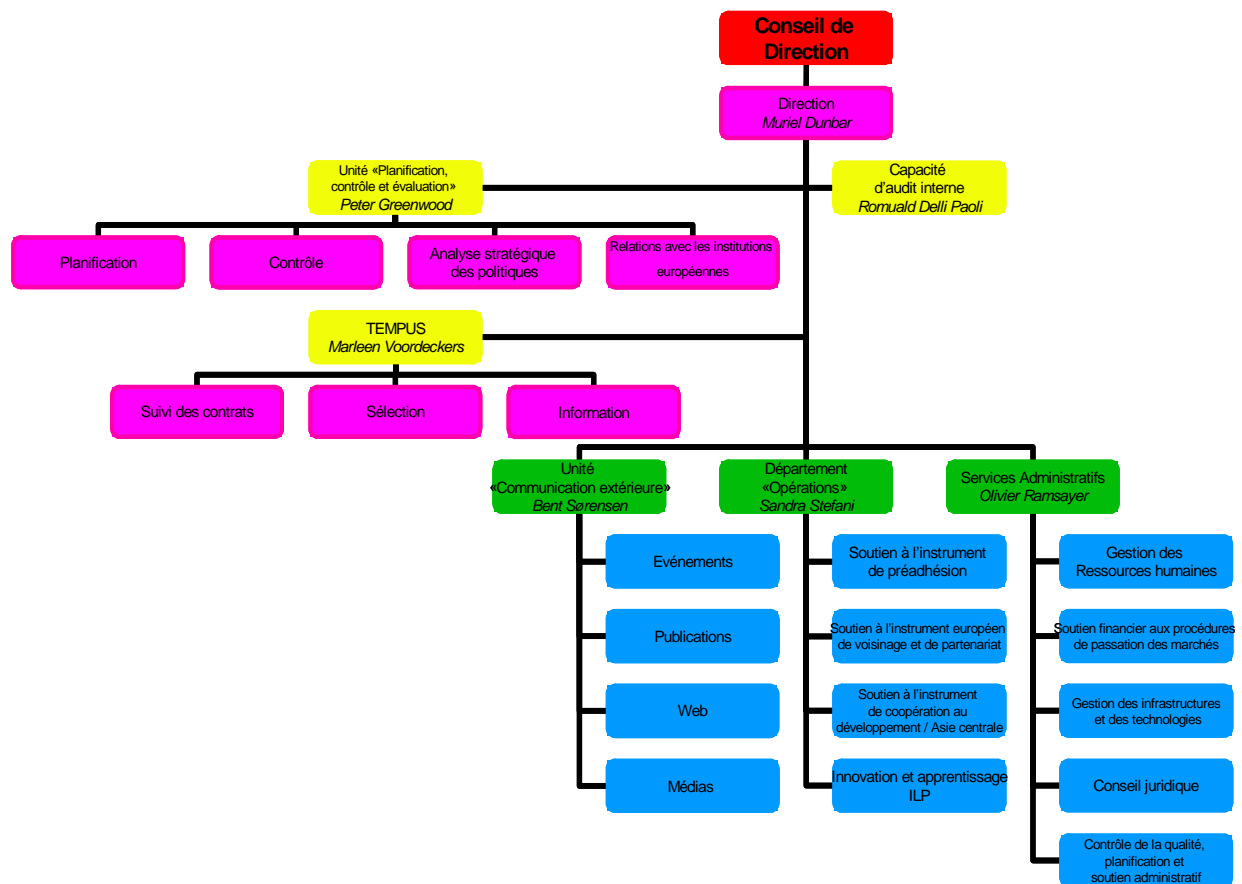 Conseil de
Direction
Direction
Muriel Dunbar
Unité «Planification,
contrôle et évaluation»
Peter Greenwood
Capacité
d'audit interne
Romuald Delli Paoli
Planification
Contrôle
Analyse stratégique
des politiques
Relations avec les institutions
européennes
TEMPUS
Marleen Voordeckers
Suivi des contrats
Sélection
Information
Unité
«Communication extérieure»
Bent Sørensen
Département
«Opérations»
Sandra Stefani
Services Administratifs
Olivier Ramsayer
Evénements
Publications
Web
Médias
Soutien à l'instrument
de préadhésion
Soutien à l'instrument européen
de voisinage et de partenariat
Soutien à l'instrument
de coopération au
développement / Asie centrale
Innovation et apprentissage
ILP
Gestion des
Ressources humaines
Soutien financier aux procédures
de passation des marchés
Gestion des infrastructures
et des technologies
Conseil juridique
Contrôle de la qualité,
planification et
soutien administratif